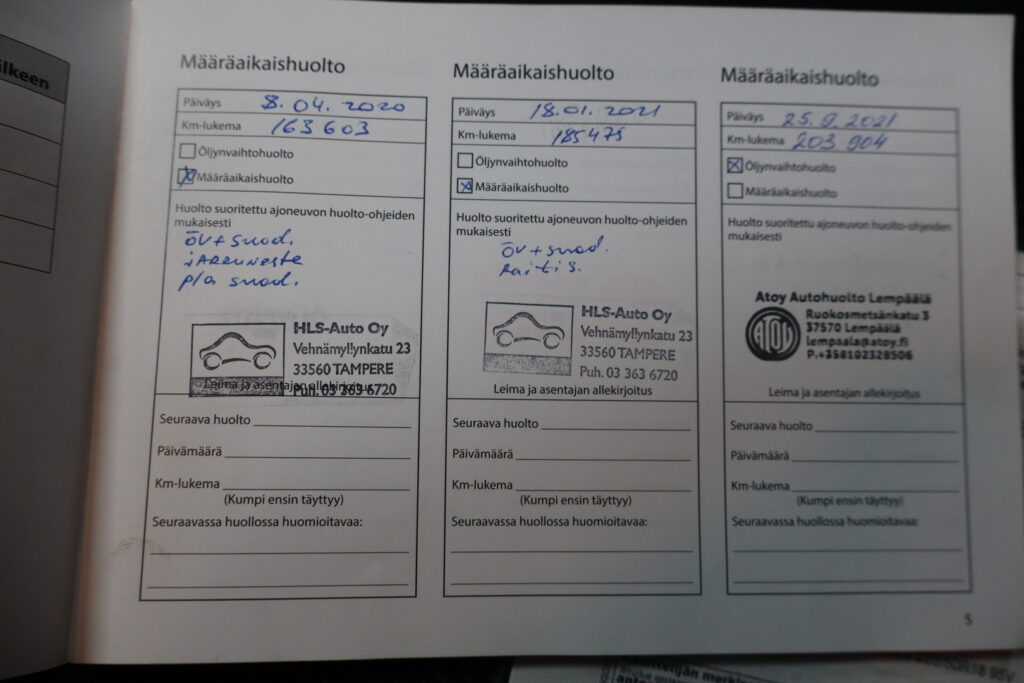 älkeen
Määräaikaishuolto
Päiväys 8.04.2020
Km-lukema 163 603
Öljynvaihtohuolto
Määräaikaishuolto
Huolto suoritettu ajoneuvon huolto-ohjeiden
mukaisesti
öv+suod.
jarruneste
p/a suod.
HLS-Auto Oy
Vehnämyllynkatu 23
33560 TAMPERE
Puh. 03 363 6720
Leima ja asentajan allekirjoitus
Seuraava huolto
Päivämäärä
Km-lukema
(Kumpi ensin täyttyy)
Seuraavassa huollossa huomioitavaa:
Määräaikaishuolto
Päiväys 18.01.2021
Km-lukema 185475
Öljynvaihtohuolto
Määräaikaishuolto
Huolto suoritettu ajoneuvon huolto-ohjeiden
mukaisesti
öv+suod.
Raitis.
HLS-Auto Oy
Vehnämyllynkatu 23
33560 TAMPERE
Puh. 03 363 6720
Leima ja asentajan allekirjoitus
Seuraava huolto
Päivämäärä
Km-lukema
(Kumpi ensin täyttyy)
Seuraavassa huollossa huomioitavaa:
Määräaikaishuolto
Päiväys 25.9.2021
Km-lukema 203 904
Öljynvaihtohuolto
Määräaikaishuolto
Huolto suoritettu ajoneuvon huolto-ohjeiden
mukaisesti
Atoy Autohuolto Lempäälä
ATOY
Ruokosmetsänkatu 3
37570 Lempäälä
lempaala@atoy.fi
P.+358102328506
Leima ja asentajan allekirjoitus
Seuraava huolto
Päivämäärä
Km-lukema
(Kumpi ensin täyttyy)
Seuraavassa huollossa huomioitavaa:
5